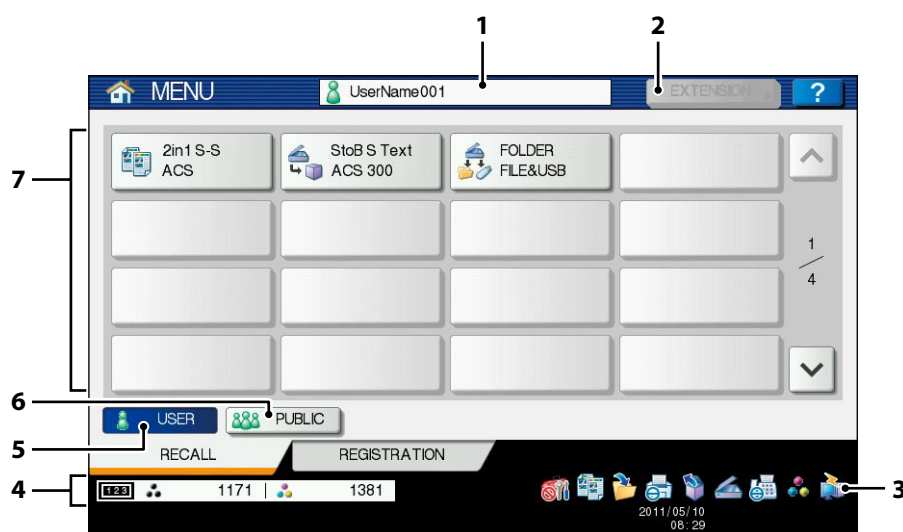 1
2
MENU
UserName001
EXTENSION
?
7
2in1 S-S
ACS
StoB S Text
ACS 300
FOLDER
FILE&USB
1
4
6
USER
PUBLIC
5
RECALL
REGISTRATION
4
123
1171
1381
3
2011/05/10
08:29